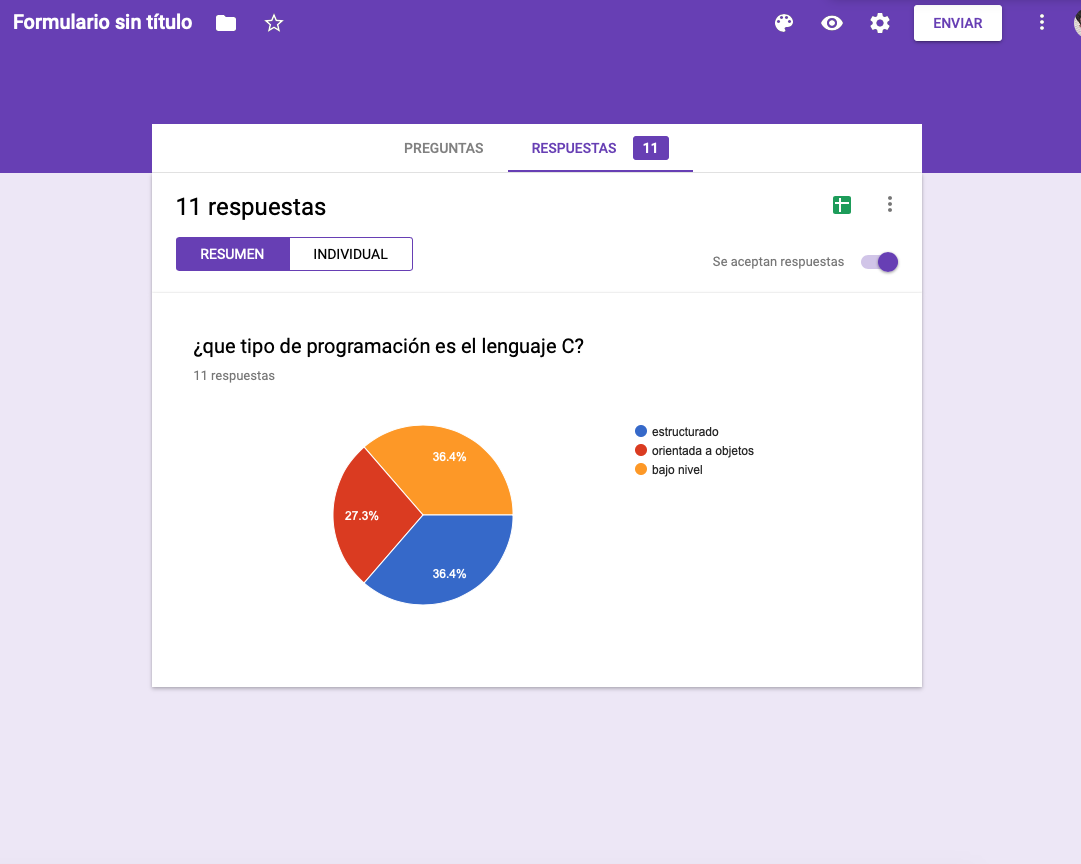 Formulario sin título
ENVIAR
PREGUNTAS
RESPUESTAS 11
11 respuestas
RESUMEN
INDIVIDUAL
Se aceptan respuestas
¿que tipo de programación es el lenguaje C?
11 respuestas
36.4%
27.3%
36.4%
estructurado
orientada a objetos
bajo nivel